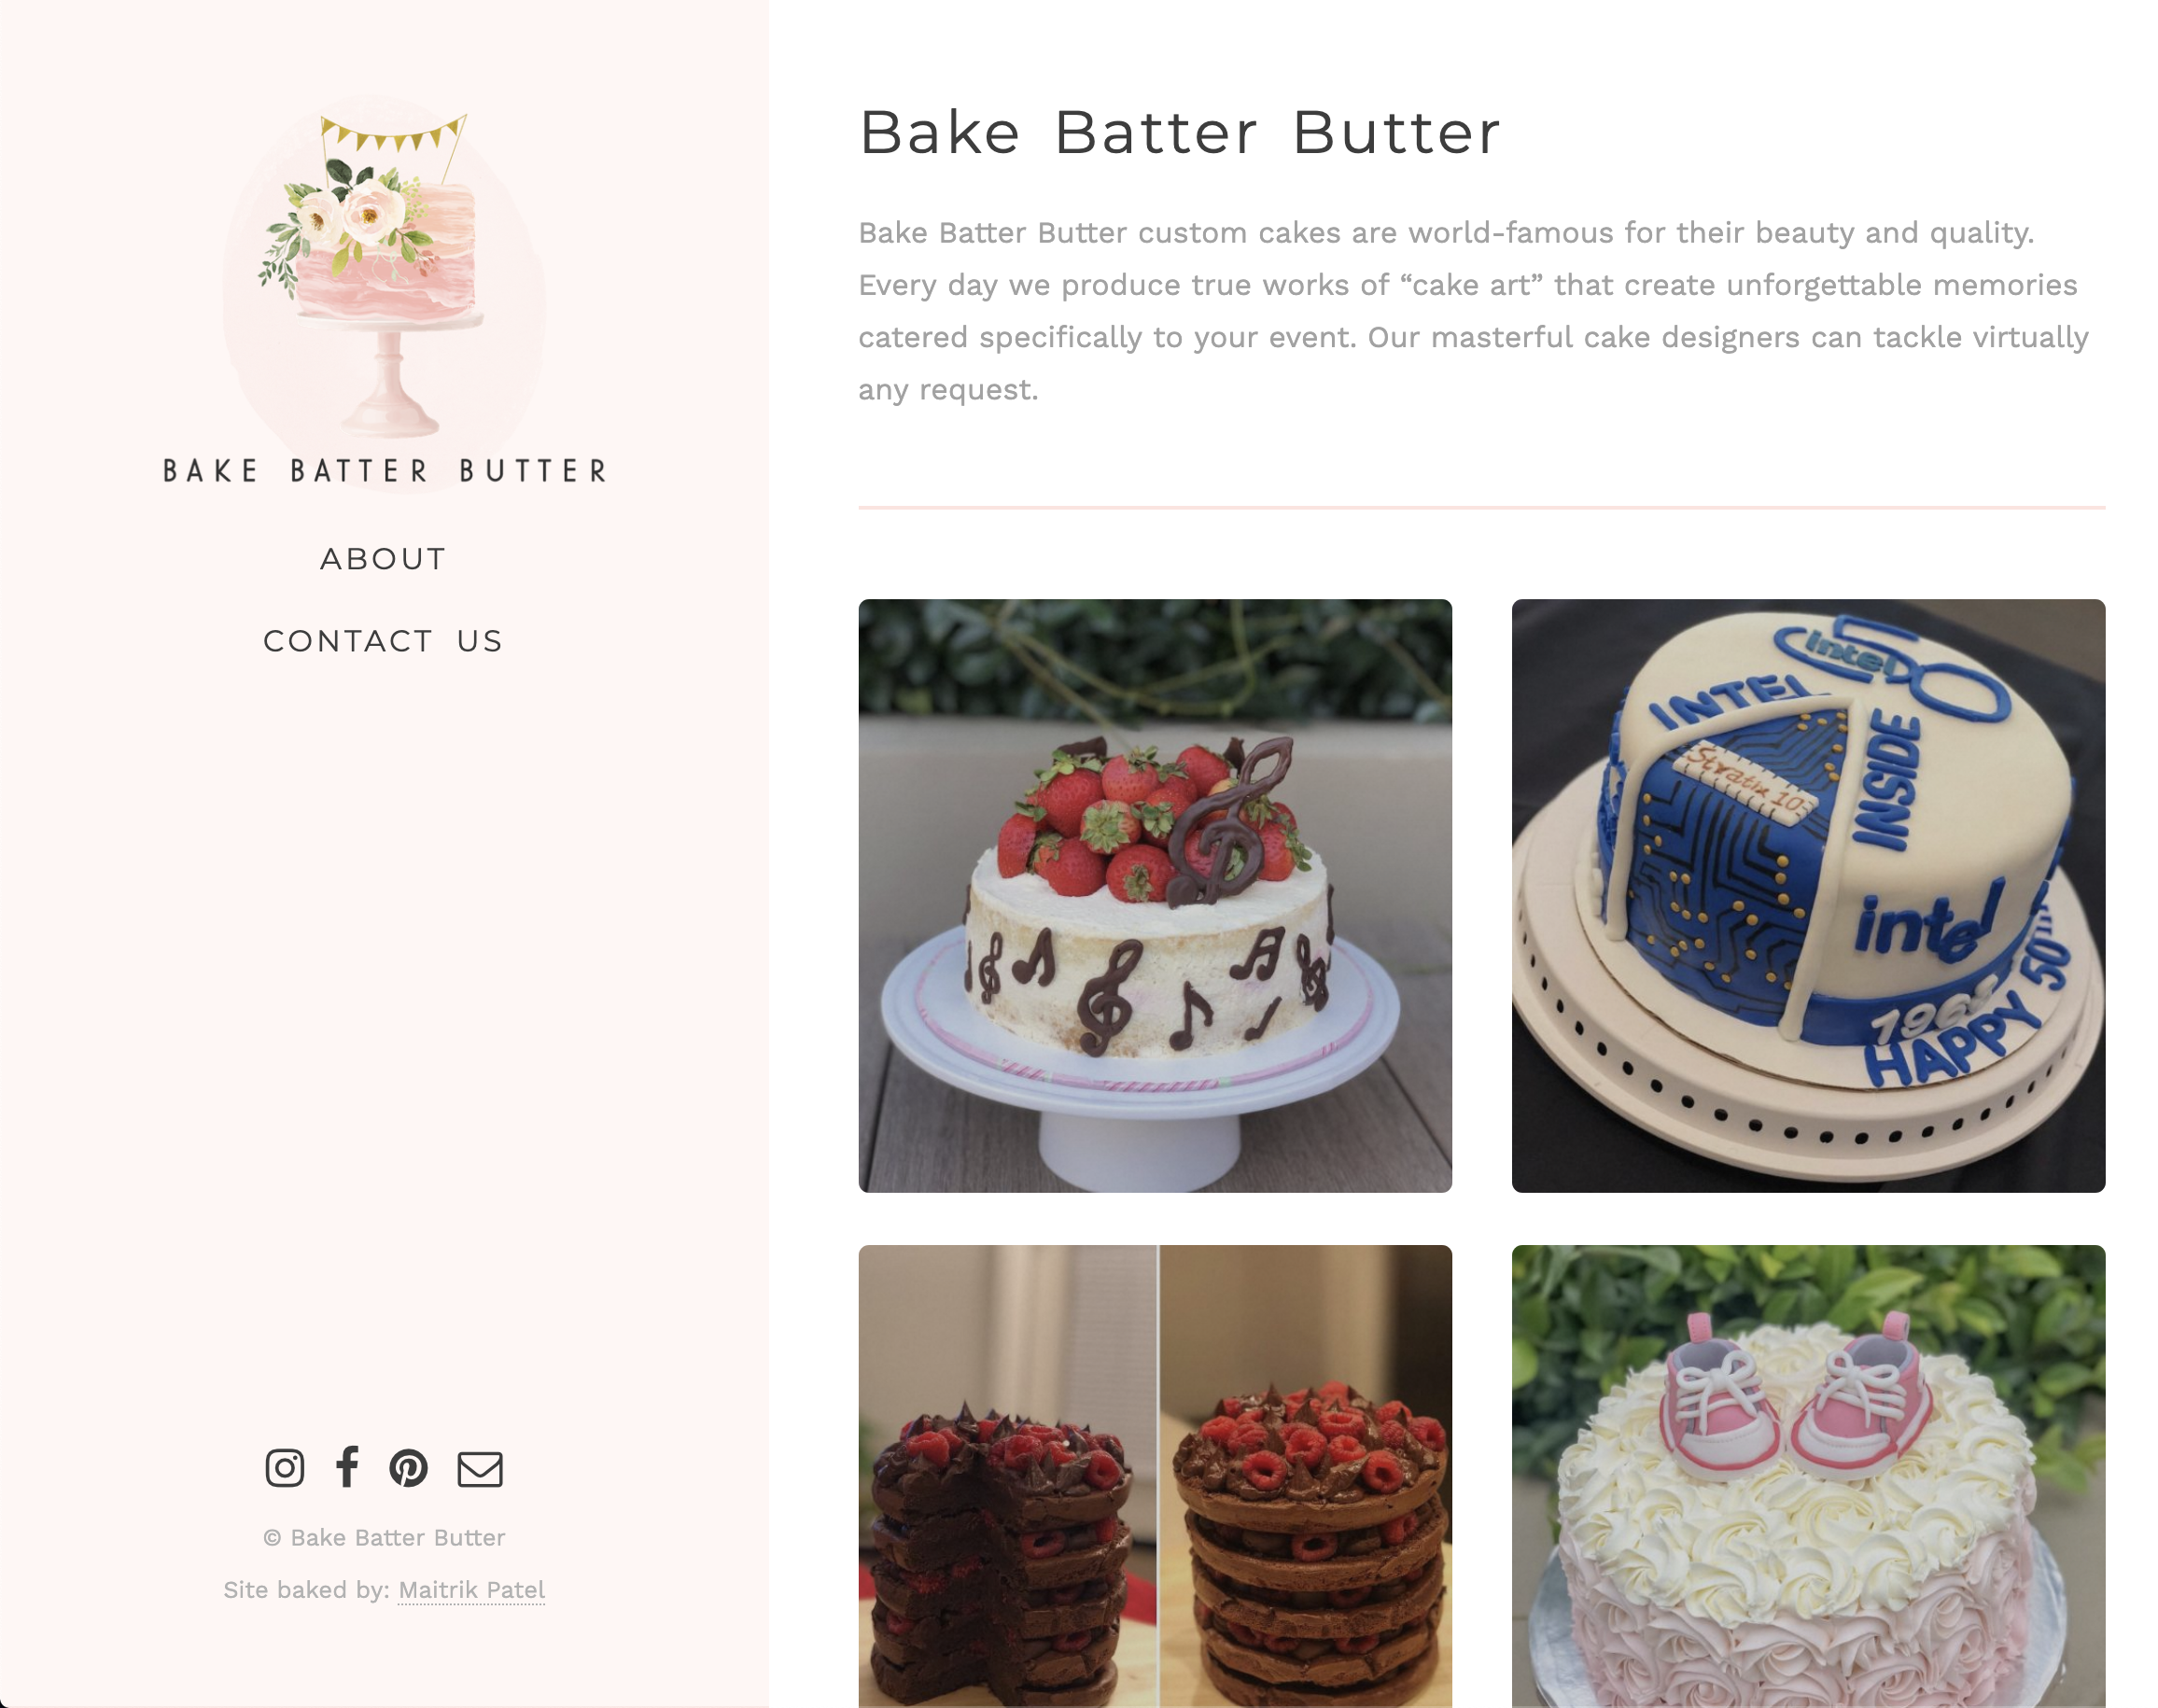 BAKE BATTER BUTTER
ABOUT
CONTACT US
© Bake Batter Butter
Site baked by: Maitrik Patel
Bake Batter Butter
Bake Batter Butter custom cakes are world-famous for their beauty and quality.
Every day we produce true works of “cake art” that create unforgettable memories
catered specifically to your event. Our masterful cake designers can tackle virtually
any request.
intel 50
INTEL
INSIDE
Stratix 10
intel
HAPPY 50